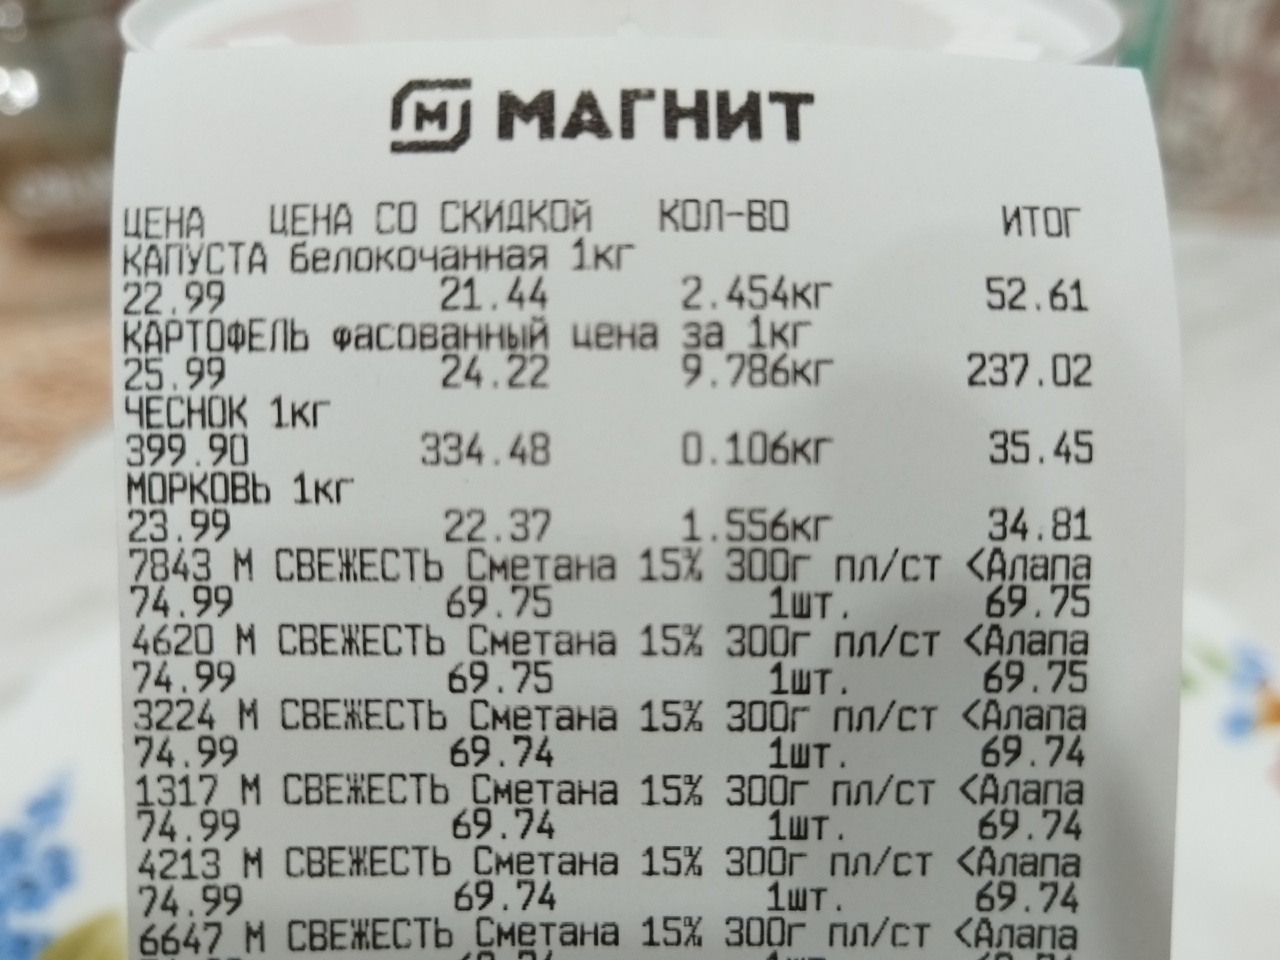 М МАГНИТ
ЦЕНА ЦЕНА СО СКИДКОЙ КОЛ-ВО ИТОГ
КАПУСТА белокочанная 1кг
22.99 21.44 2.454кг 52.61
КАРТОФЕЛЬ фасованный цена за 1кг
25.99 24.22 9.786кг 237.02
ЧЕСНОК 1кг
399.90 334.48 0.106кг 35.45
МОРКОВЬ 1кг
23.99 22.37 1.556кг 34.81
7843 М СВЕЖЕСТЬ Сметана 15% 300г пл/ст <Алапа
74.99 69.75 1шт. 69.75
4620 М СВЕЖЕСТЬ Сметана 15% 300г пл/ст <Алапа
74.99 69.75 1шт. 69.75
3224 М СВЕЖЕСТЬ Сметана 15% 300г пл/ст <Алапа
74.99 69.74 1шт. 69.74
1317 М СВЕЖЕСТЬ Сметана 15% 300г пл/ст <Алапа
74.99 69.74 1шт. 69.74
4213 М СВЕЖЕСТЬ Сметана 15% 300г пл/ст <Алапа
74.99 69.74 1шт. 69.74
6647 М СВЕЖЕСТЬ Сметана 15% 300г пл/ст <Алапа